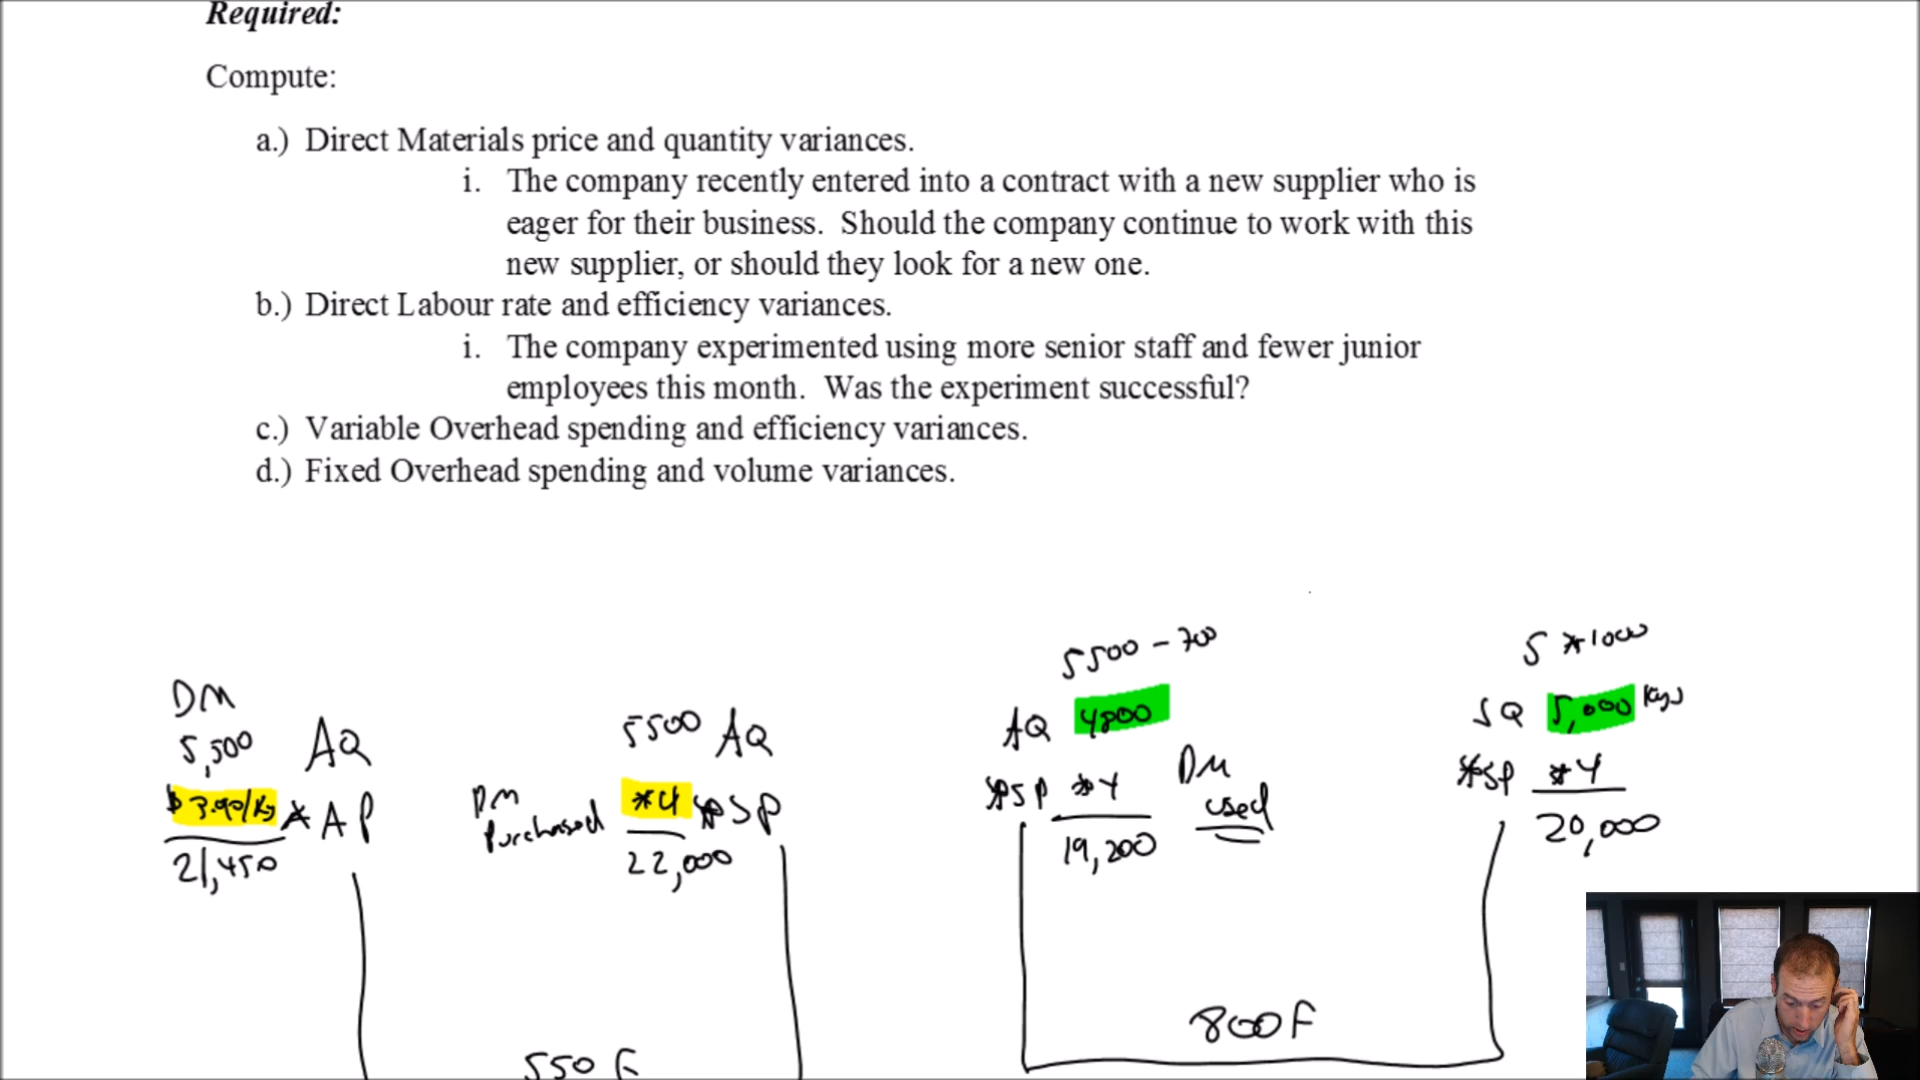 Required:
Compute:
a.) Direct Materials price and quantity variances.
i. The company recently entered into a contract with a new supplier who is
eager for their business. Should the company continue to work with this
new supplier, or should they look for a new one.
b.) Direct Labour rate and efficiency variances.
i. The company experimented using more senior staff and fewer junior
employees this month. Was the experiment successful?
c.) Variable Overhead spending and efficiency variances.
d.) Fixed Overhead spending and volume variances.
DM
5,500 AQ
$3.90/kg * AP
21,450
5500 AQ
DM
Purchased
*4 *SP
22,000
550 F
5500 - 700
AQ 4800
*SP *4
19,200
DM
used
5 * 1000
SQ 5,000 kgs
*SP *4
20,000
800 F